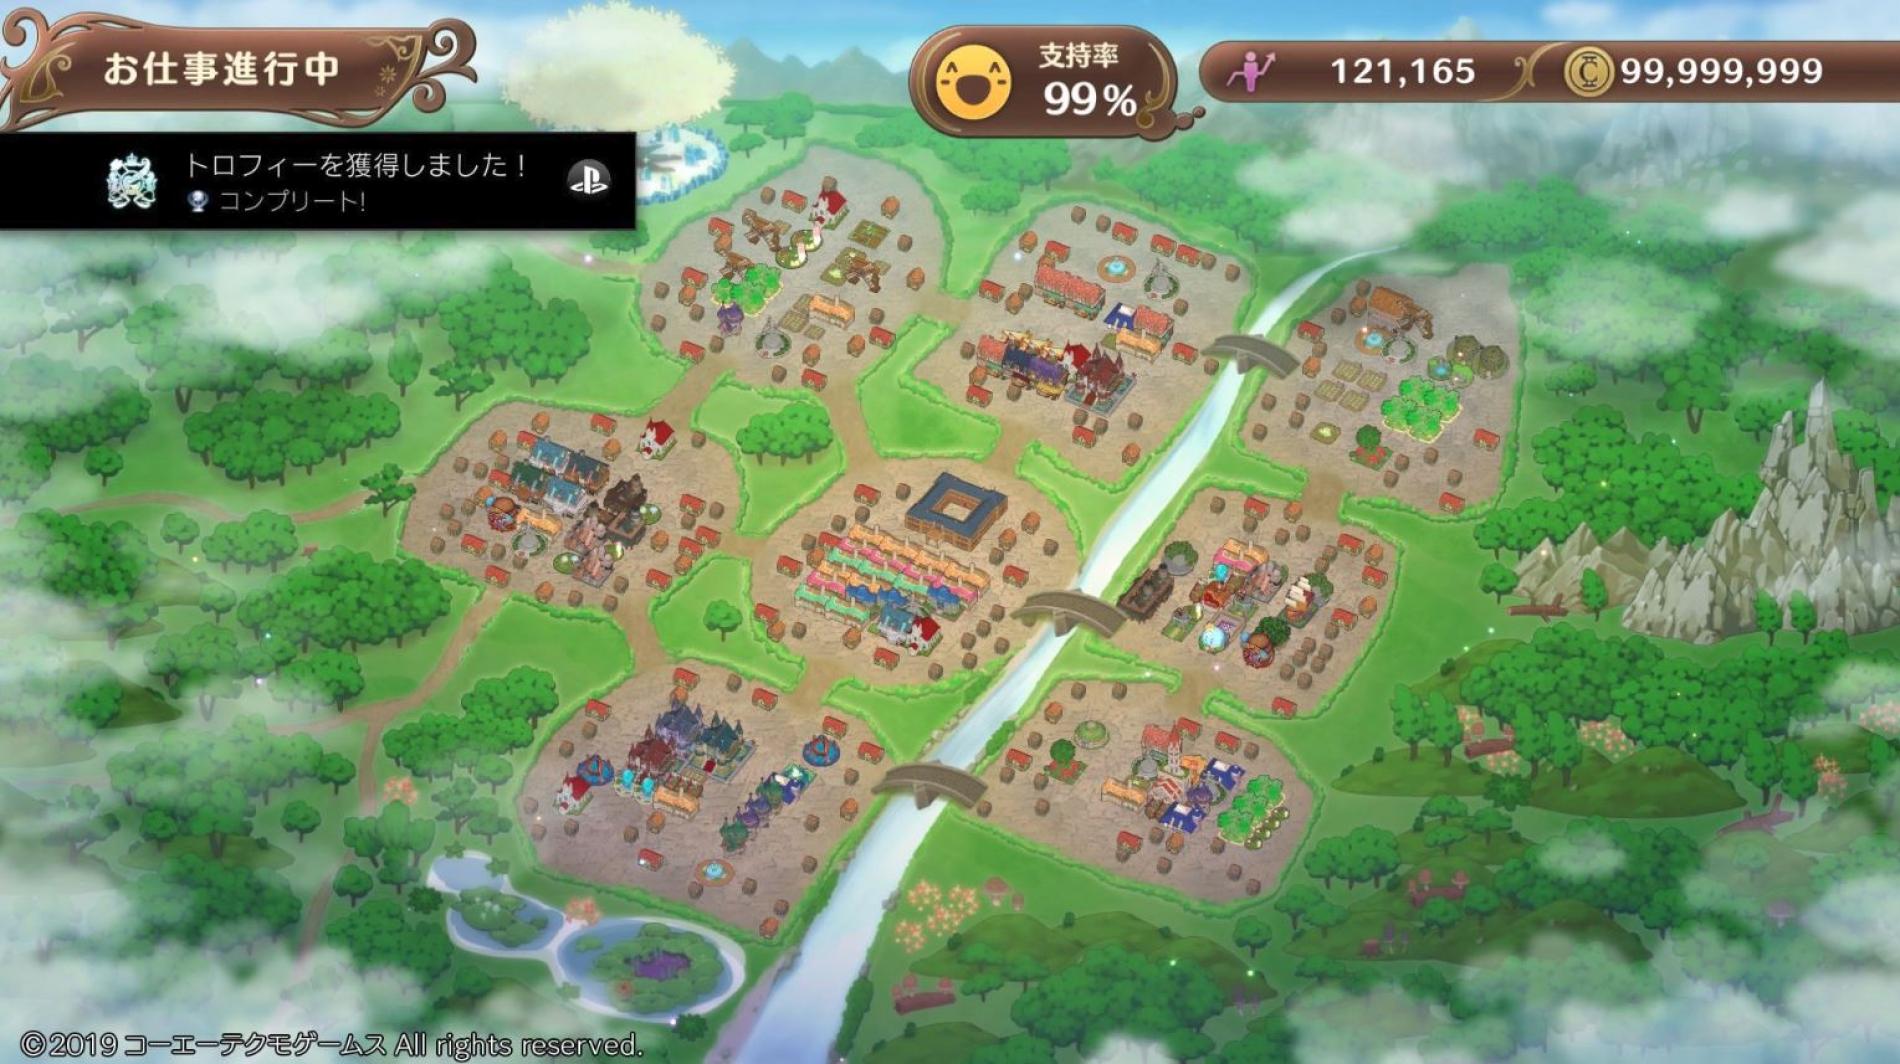 お仕事進行中
支持率
99%
121,165
99,999,999
トロフィーを獲得しました！
コンプリート!
©2019 コーエーテクモゲームス All rights reserved.